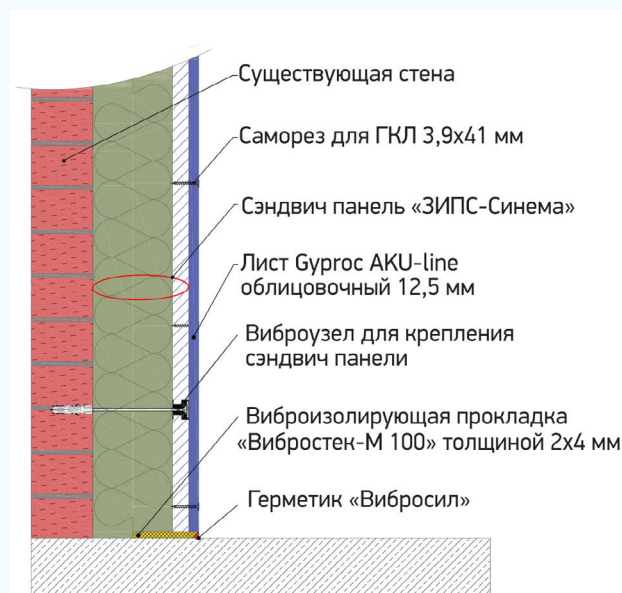 Существующая стена
Саморез для ГКЛ 3,9х41 мм
Сэндвич панель «ЗИПС-Синема»
Лист Gyproc AKU-line
облицовочный 12,5 мм
Виброузел для крепления
сэндвич панели
Виброизолирующая прокладка
«Вибростек-М 100» толщиной 2х4 мм
Герметик «Вибросил»